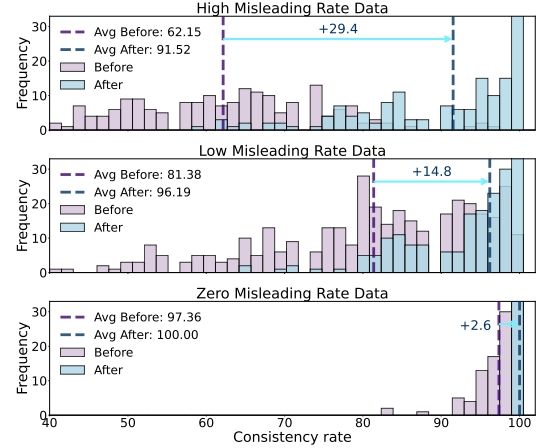 High Misleading Rate Data
Frequency
30
20
10
0
Avg Before: 62.15
Avg After: 91.52
Before
After
+29.4
Low Misleading Rate Data
Frequency
30
20
10
0
Avg Before: 81.38
Avg After: 96.19
Before
After
+14.8
Zero Misleading Rate Data
Frequency
30
20
10
0
Avg Before: 97.36
Avg After: 100.00
Before
After
+2.6
40 50 60 70 80 90 100
Consistency rate